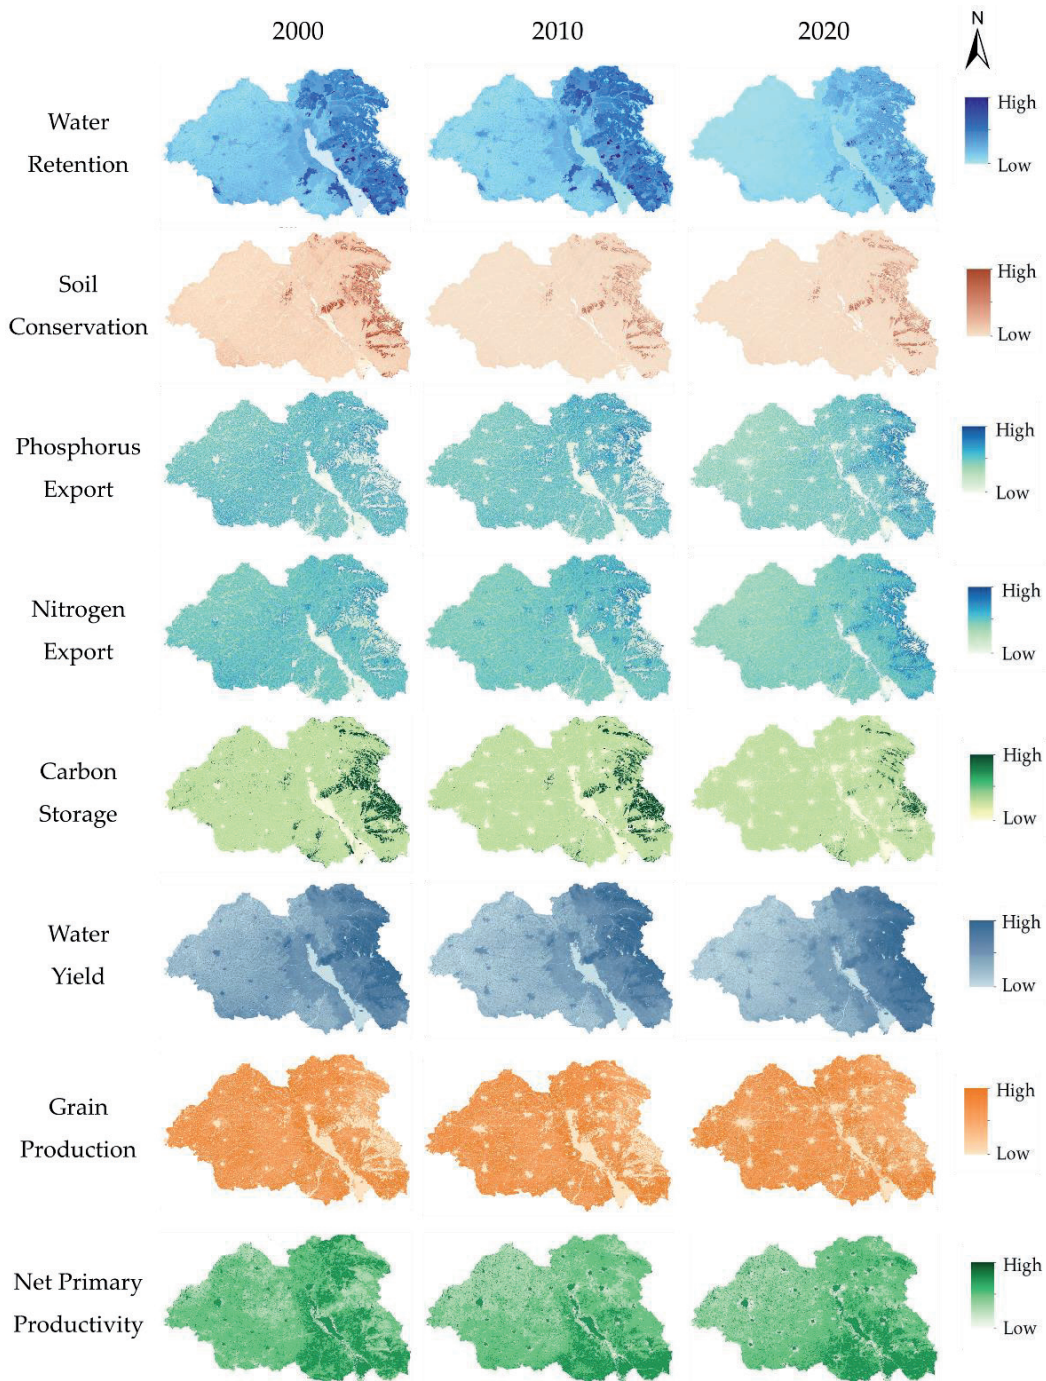 2000 2010 2020 N
Water
Retention
High
Low
Soil
Conservation
High
Low
Phosphorus
Export
High
Low
Nitrogen
Export
High
Low
Carbon
Storage
High
Low
Water
Yield
High
Low
Grain
Production
High
Low
Net Primary
Productivity
High
Low